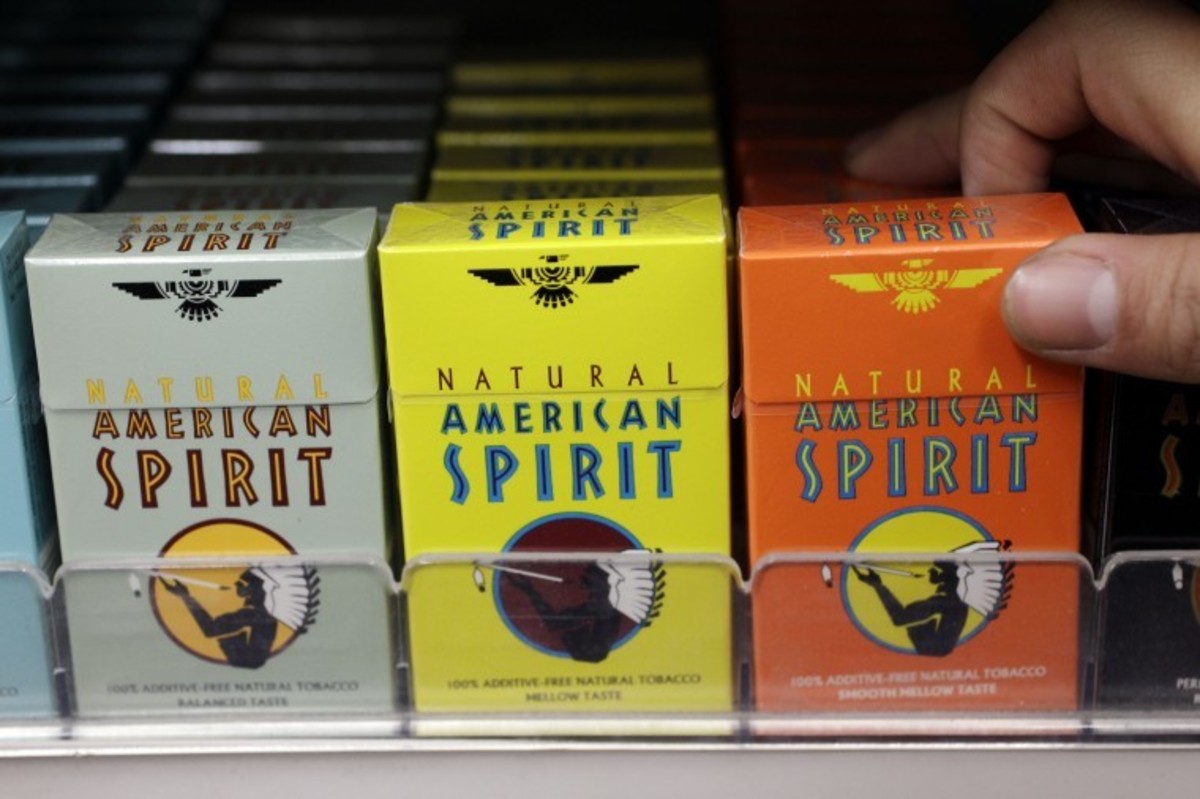 NATURAL
AMERICAN
SPIRIT
NATURAL
AMERICAN
SPIRIT
100% ADDITIVE-FREE NATURAL TOBACCO
BALANCED TASTE
NATURAL
AMERICAN
SPIRIT
NATURAL
AMERICAN
SPIRIT
100% ADDITIVE-FREE NATURAL TOBACCO
MELLOW TASTE
NATURAL
AMERICAN
SPIRIT
NATURAL
AMERICAN
SPIRIT
100% ADDITIVE-FREE NATURAL TOBACCO
SMOOTH MELLOW TASTE